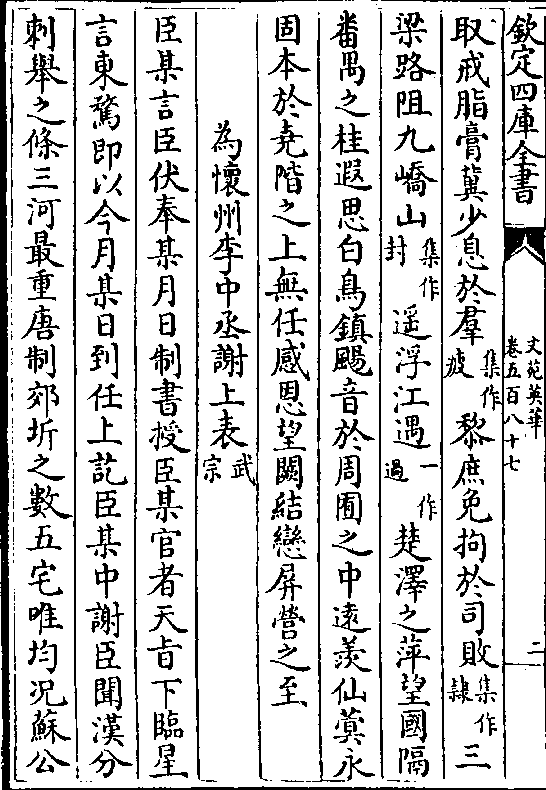 欽定四庫全書
文苑英華
卷五百八十七
二
取戒脂膏冀少息於羣集作疲黎庶免拘於司敗集作隸三
梁路阻九嶠山集作封遥浮江遇一作過楚澤之萍望國隔
番禺之桂遐思白鳥鎮颺音於周囿之中遠羨仙蓂永
固本於堯階之上無任感恩望闕結戀屏營之至
為懷州李中丞謝上表武宗
臣某言臣伏奉某月日制書授臣某官者天旨下臨星
言東騖即以今月某日到任上訖臣某中謝臣聞漢分
刺舉之條三河最重唐制郊圻之數五宅唯均況蘇公